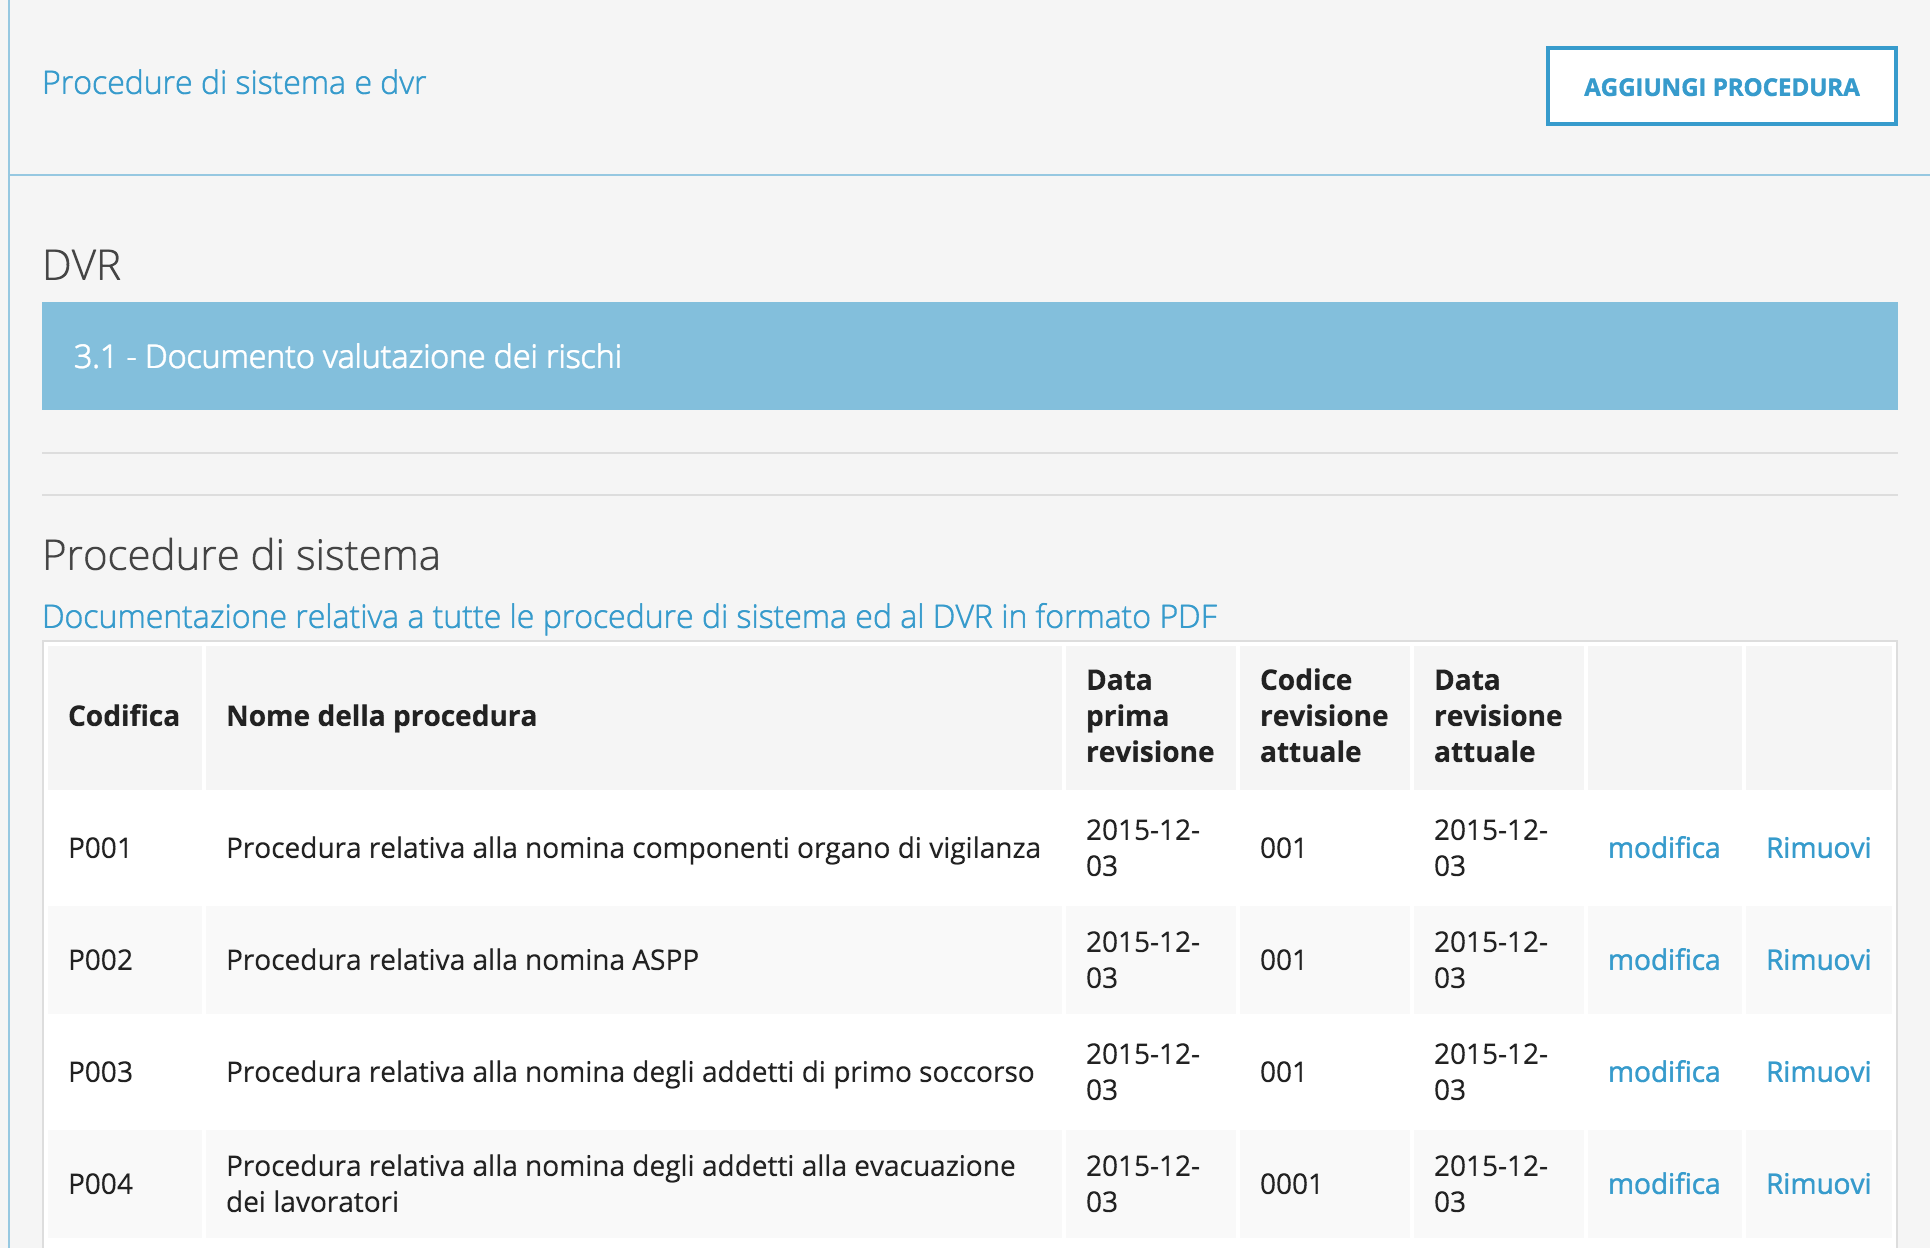 Procedure di sistema e dvr
AGGIUNGI PROCEDURA
DVR
3.1 - Documento valutazione dei rischi
Procedure di sistema
Documentazione relativa a tutte le procedure di sistema ed al DVR in formato PDF
Codifica Nome della procedura Data prima revisione Codice revisione attuale Data revisione attuale
P001 Procedura relativa alla nomina componenti organo di vigilanza 2015-12-03 001 2015-12-03 modifica Rimuovi
P002 Procedura relativa alla nomina ASPP 2015-12-03 001 2015-12-03 modifica Rimuovi
P003 Procedura relativa alla nomina degli addetti di primo soccorso 2015-12-03 001 2015-12-03 modifica Rimuovi
P004 Procedura relativa alla nomina degli addetti alla evacuazione dei lavoratori 2015-12-03 0001 2015-12-03 modifica Rimuovi